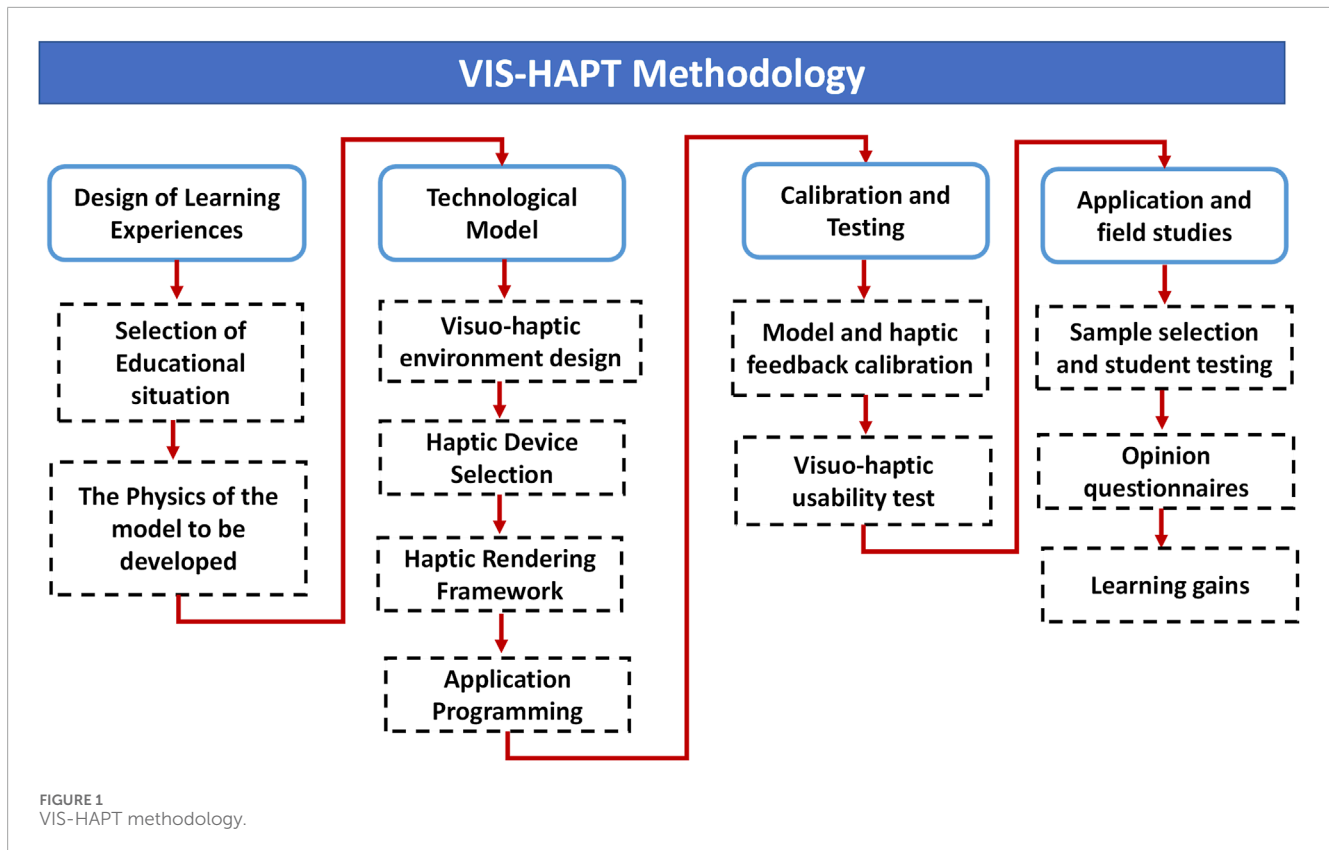 VIS-HAPT Methodology
Design of Learning
Experiences
Selection of
Educational
situation
The Physics of the
model to be
developed
Technological
Model
Visuo-haptic
environment design
Haptic Device
Selection
Haptic Rendering
Framework
Application
Programming
Calibration and
Testing
Model and haptic
feedback calibration
Visuo-haptic
usability test
Application and
field studies
Sample selection
and student testing
Opinion
questionnaires
Learning gains
FIGURE 1
VIS-HAPT methodology.